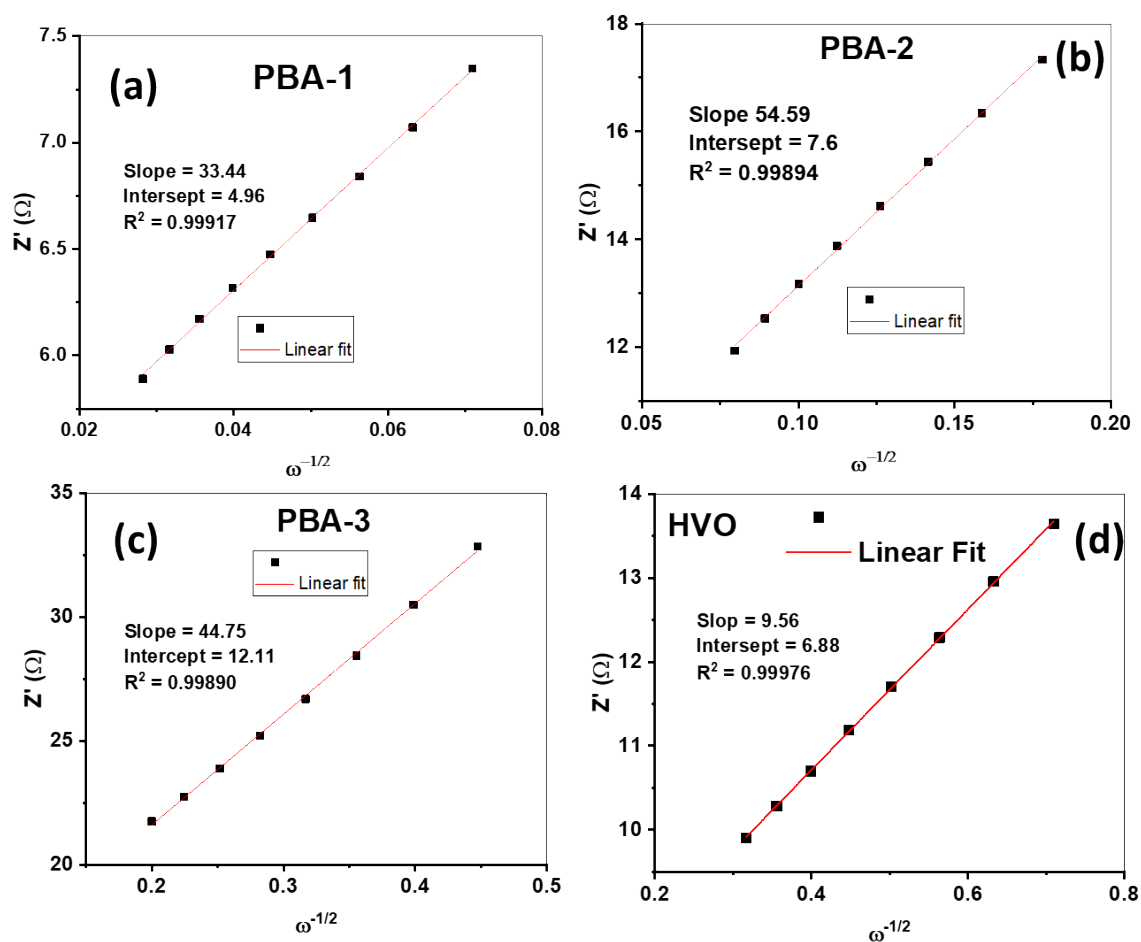 (a)
PBA-1
Slope = 33.44
Intersept = 4.96
R² = 0.99917
Linear fit
Z' (Ω)
7.5
7.0
6.5
6.0
0.02 0.04 0.06 0.08
ω⁻¹/²
PBA-2
(b)
Slope 54.59
Intersept = 7.6
R² = 0.99894
Linear fit
Z' (Ω)
18
16
14
12
0.05 0.10 0.15 0.20
ω⁻¹/²
(c)
PBA-3
Linear fit
Slope = 44.75
Intercept = 12.11
R² = 0.99890
Z' (Ω)
35
30
25
20
0.2 0.3 0.4 0.5
ω⁻¹/²
HVO
Linear Fit
(d)
Slop = 9.56
Intersept = 6.88
R² = 0.99976
Z' (Ω)
14
13
12
11
10
0.2 0.4 0.6 0.8
ω⁻¹/²